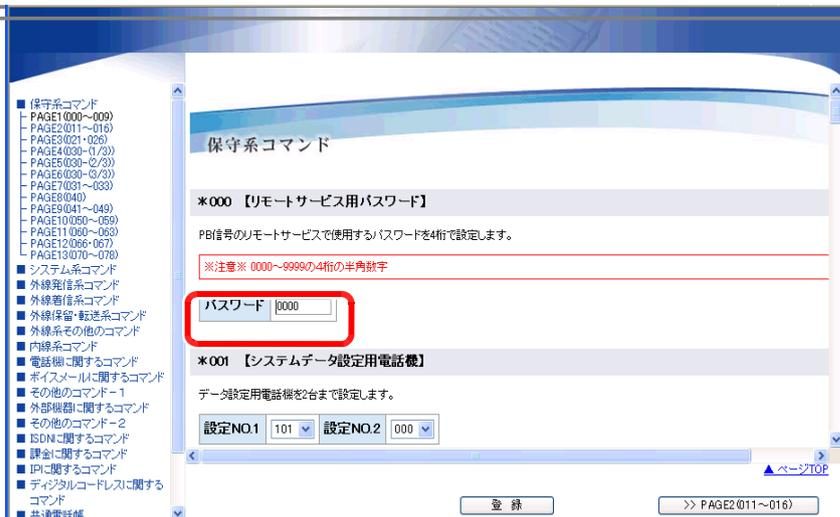 ■ 保守系コマンド
PAGE1(000～009)
PAGE2(011～016)
PAGE3(021・026)
PAGE4(030-(1/3))
PAGE5(030-(2/3))
PAGE6(030-(3/3))
PAGE7(031～033)
PAGE8(040)
PAGE9(041～049)
PAGE10(050～059)
PAGE11(060～063)
PAGE12(066・067)
PAGE13(070～078)
■ システム系コマンド
■ 外線発信系コマンド
■ 外線着信系コマンド
■ 外線保留・転送系コマンド
■ 外線系その他のコマンド
■ 内線系コマンド
■ 電話機に関するコマンド
■ ボイスメールに関するコマンド
■ その他のコマンド-1
■ 外部機器に関するコマンド
■ その他のコマンド-2
■ ISDNに関するコマンド
■ 課金に関するコマンド
■ IPに関するコマンド
■ ディジタルコードレスに関する
コマンド
■ 共通電話帳
保守系コマンド
＊000 【リモートサービス用パスワード】
PB信号のリモートサービスで使用するパスワードを4桁で設定します。
※注意※ 0000～9999の4桁の半角数字
パスワード 0000
＊001 【システムデータ設定用電話機】
データ設定用電話機を2台まで設定します。
設定NO.1 101 設定NO.2 000
▲ ページTOP
登 録 >> PAGE2(011～016)